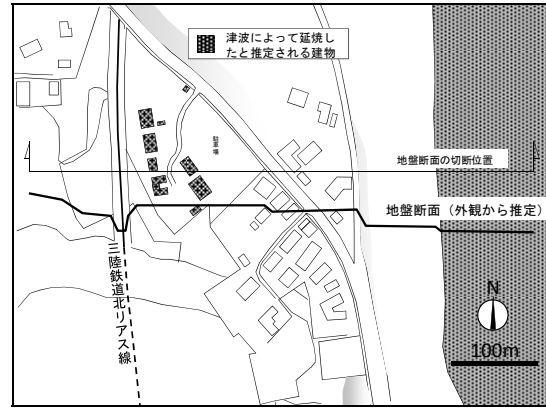 津波によって延焼し
たと推定される建物
駐車場
地盤断面の切断位置
地盤断面（外観から推定）
三陸鉄道北リアス線
N
100m